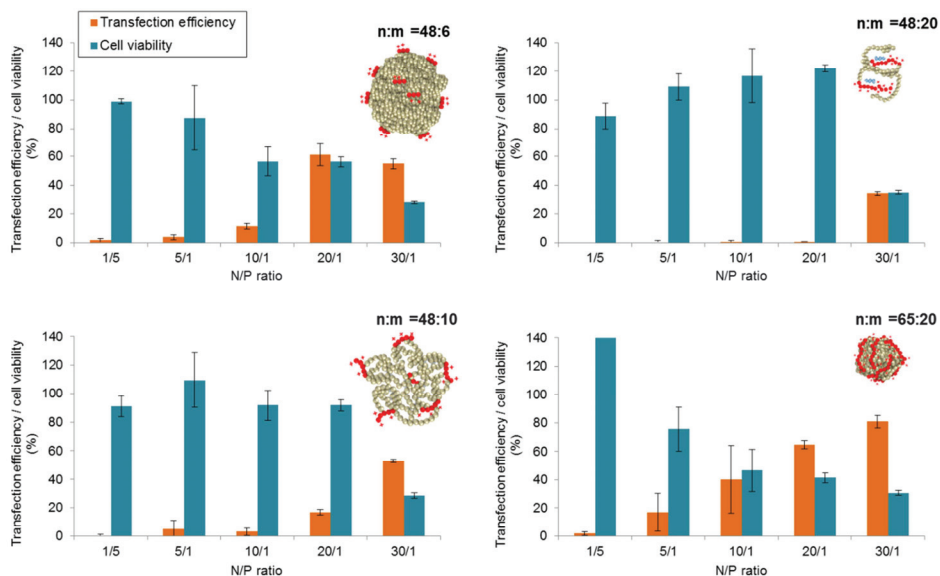 Transfection efficiency
Cell viability
n:m =48:6
Transfection efficiency / cell viability
(%)
140
120
100
80
60
40
20
0
1/5 5/1 10/1 20/1 30/1
N/P ratio
n:m =48:20
Transfection efficiency / cell viability
(%)
140
120
100
80
60
40
20
0
1/5 5/1 10/1 20/1 30/1
N/P ratio
n:m =48:10
Transfection efficiency / cell viability
(%)
140
120
100
80
60
40
20
0
1/5 5/1 10/1 20/1 30/1
N/P ratio
n:m =65:20
Transfection efficiency / cell viability
(%)
140
120
100
80
60
40
20
0
1/5 5/1 10/1 20/1 30/1
N/P ratio